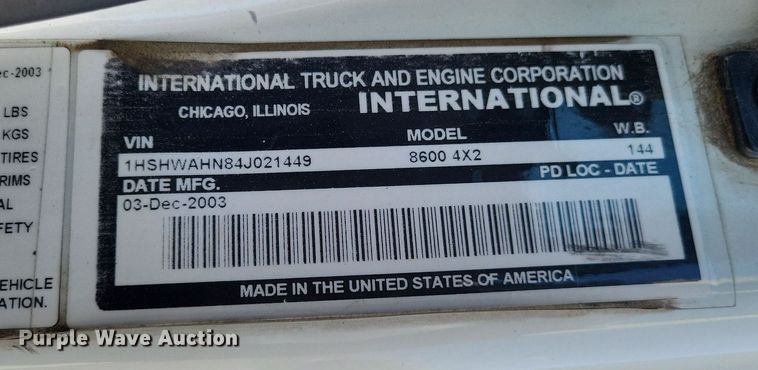 ec-2003
LBS
KGS
TIRES
RIMS
AL
FETY
EHICLE
ATION.
INTERNATIONAL TRUCK AND ENGINE CORPORATION
CHICAGO, ILLINOIS INTERNATIONAL®
VIN MODEL W.B.
1HSHWAHN84J021449 8600 4X2 144
DATE MFG. PD LOC - DATE
03-Dec-2003
MADE IN THE UNITED STATES OF AMERICA
Purple Wave Auction